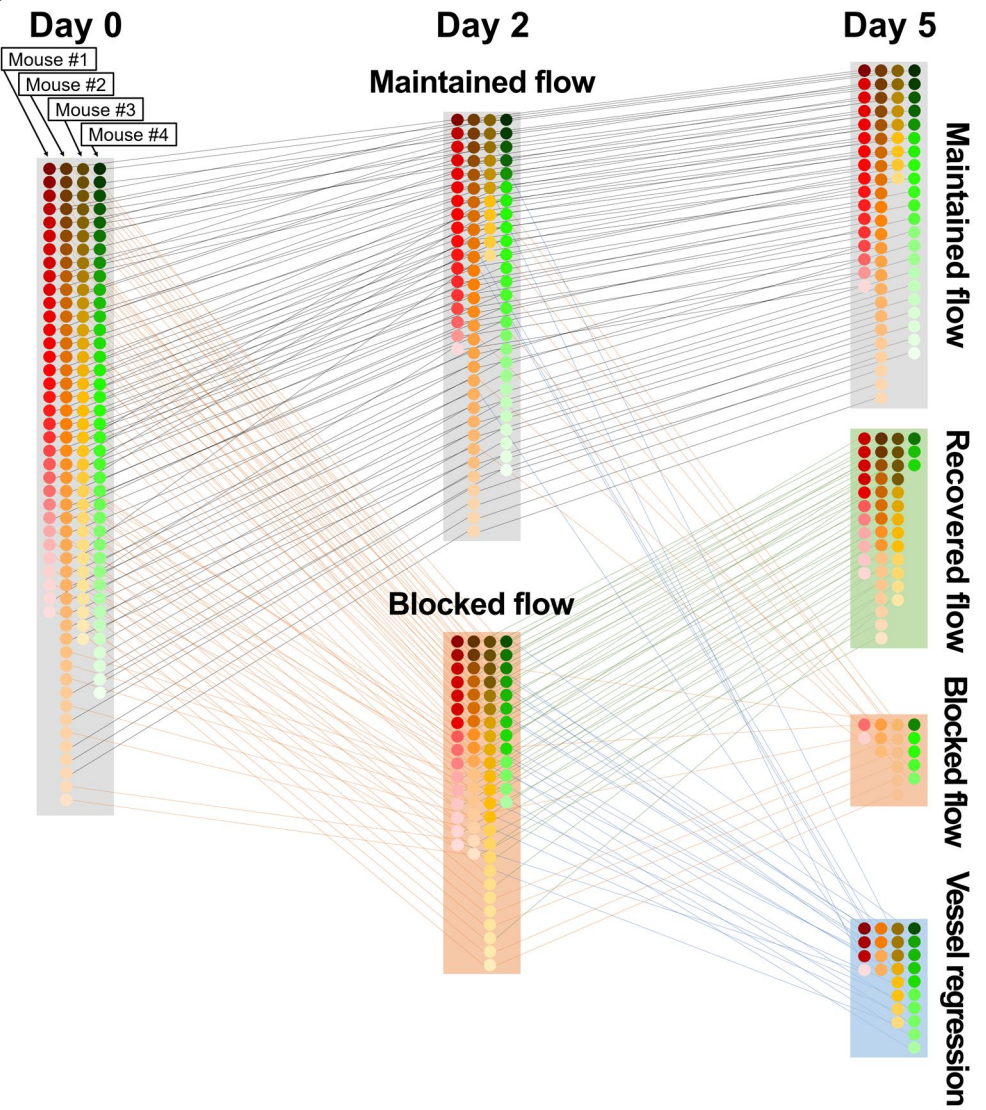 Day 0
Day 2
Day 5
Mouse #1
Mouse #2
Mouse #3
Mouse #4
Maintained flow
Blocked flow
Maintained flow
Recovered flow
Blocked flow
Vessel regression